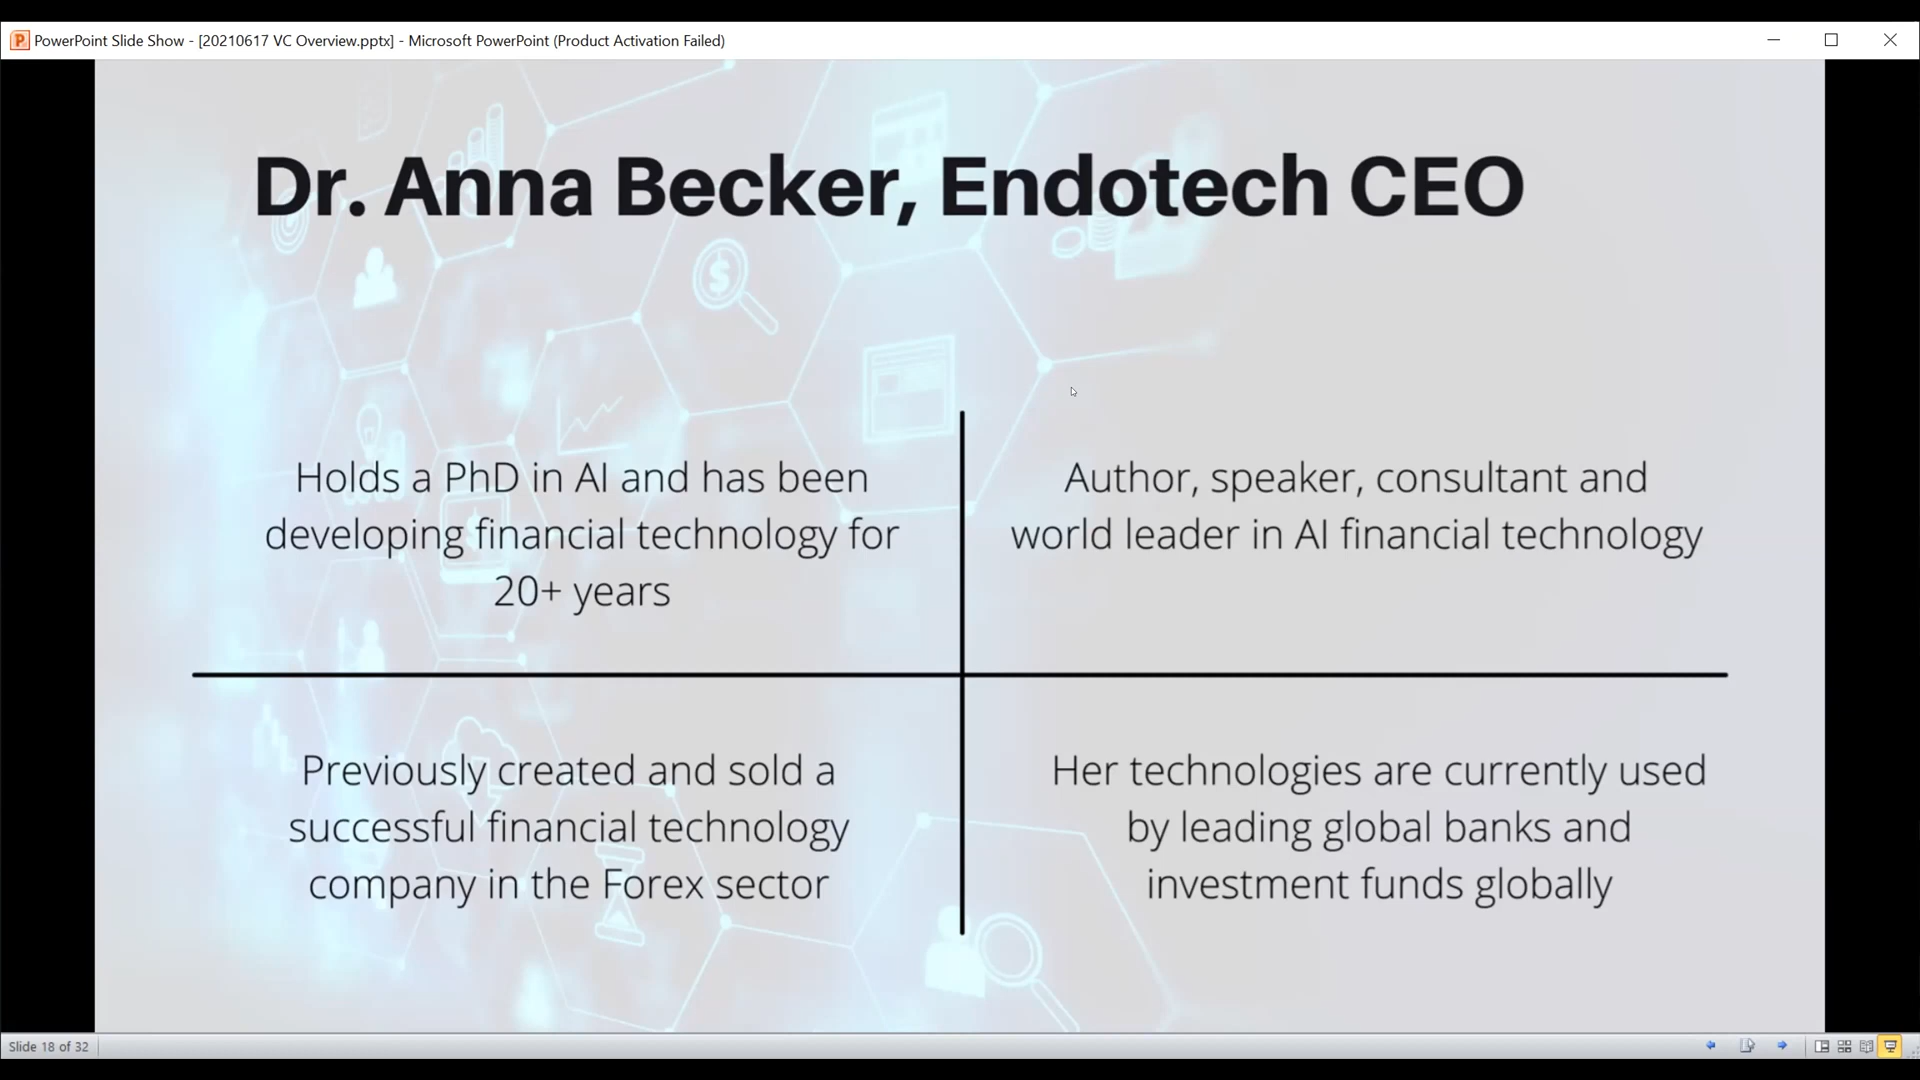 PowerPoint Slide Show - [20210617 VC Overview.pptx] - Microsoft PowerPoint (Product Activation Failed)
Dr. Anna Becker, Endotech CEO
Holds a PhD in AI and has been
developing financial technology for
20+ years
Author, speaker, consultant and
world leader in AI financial technology
Previously created and sold a
successful financial technology
company in the Forex sector
Her technologies are currently used
by leading global banks and
investment funds globally
Slide 18 of 32